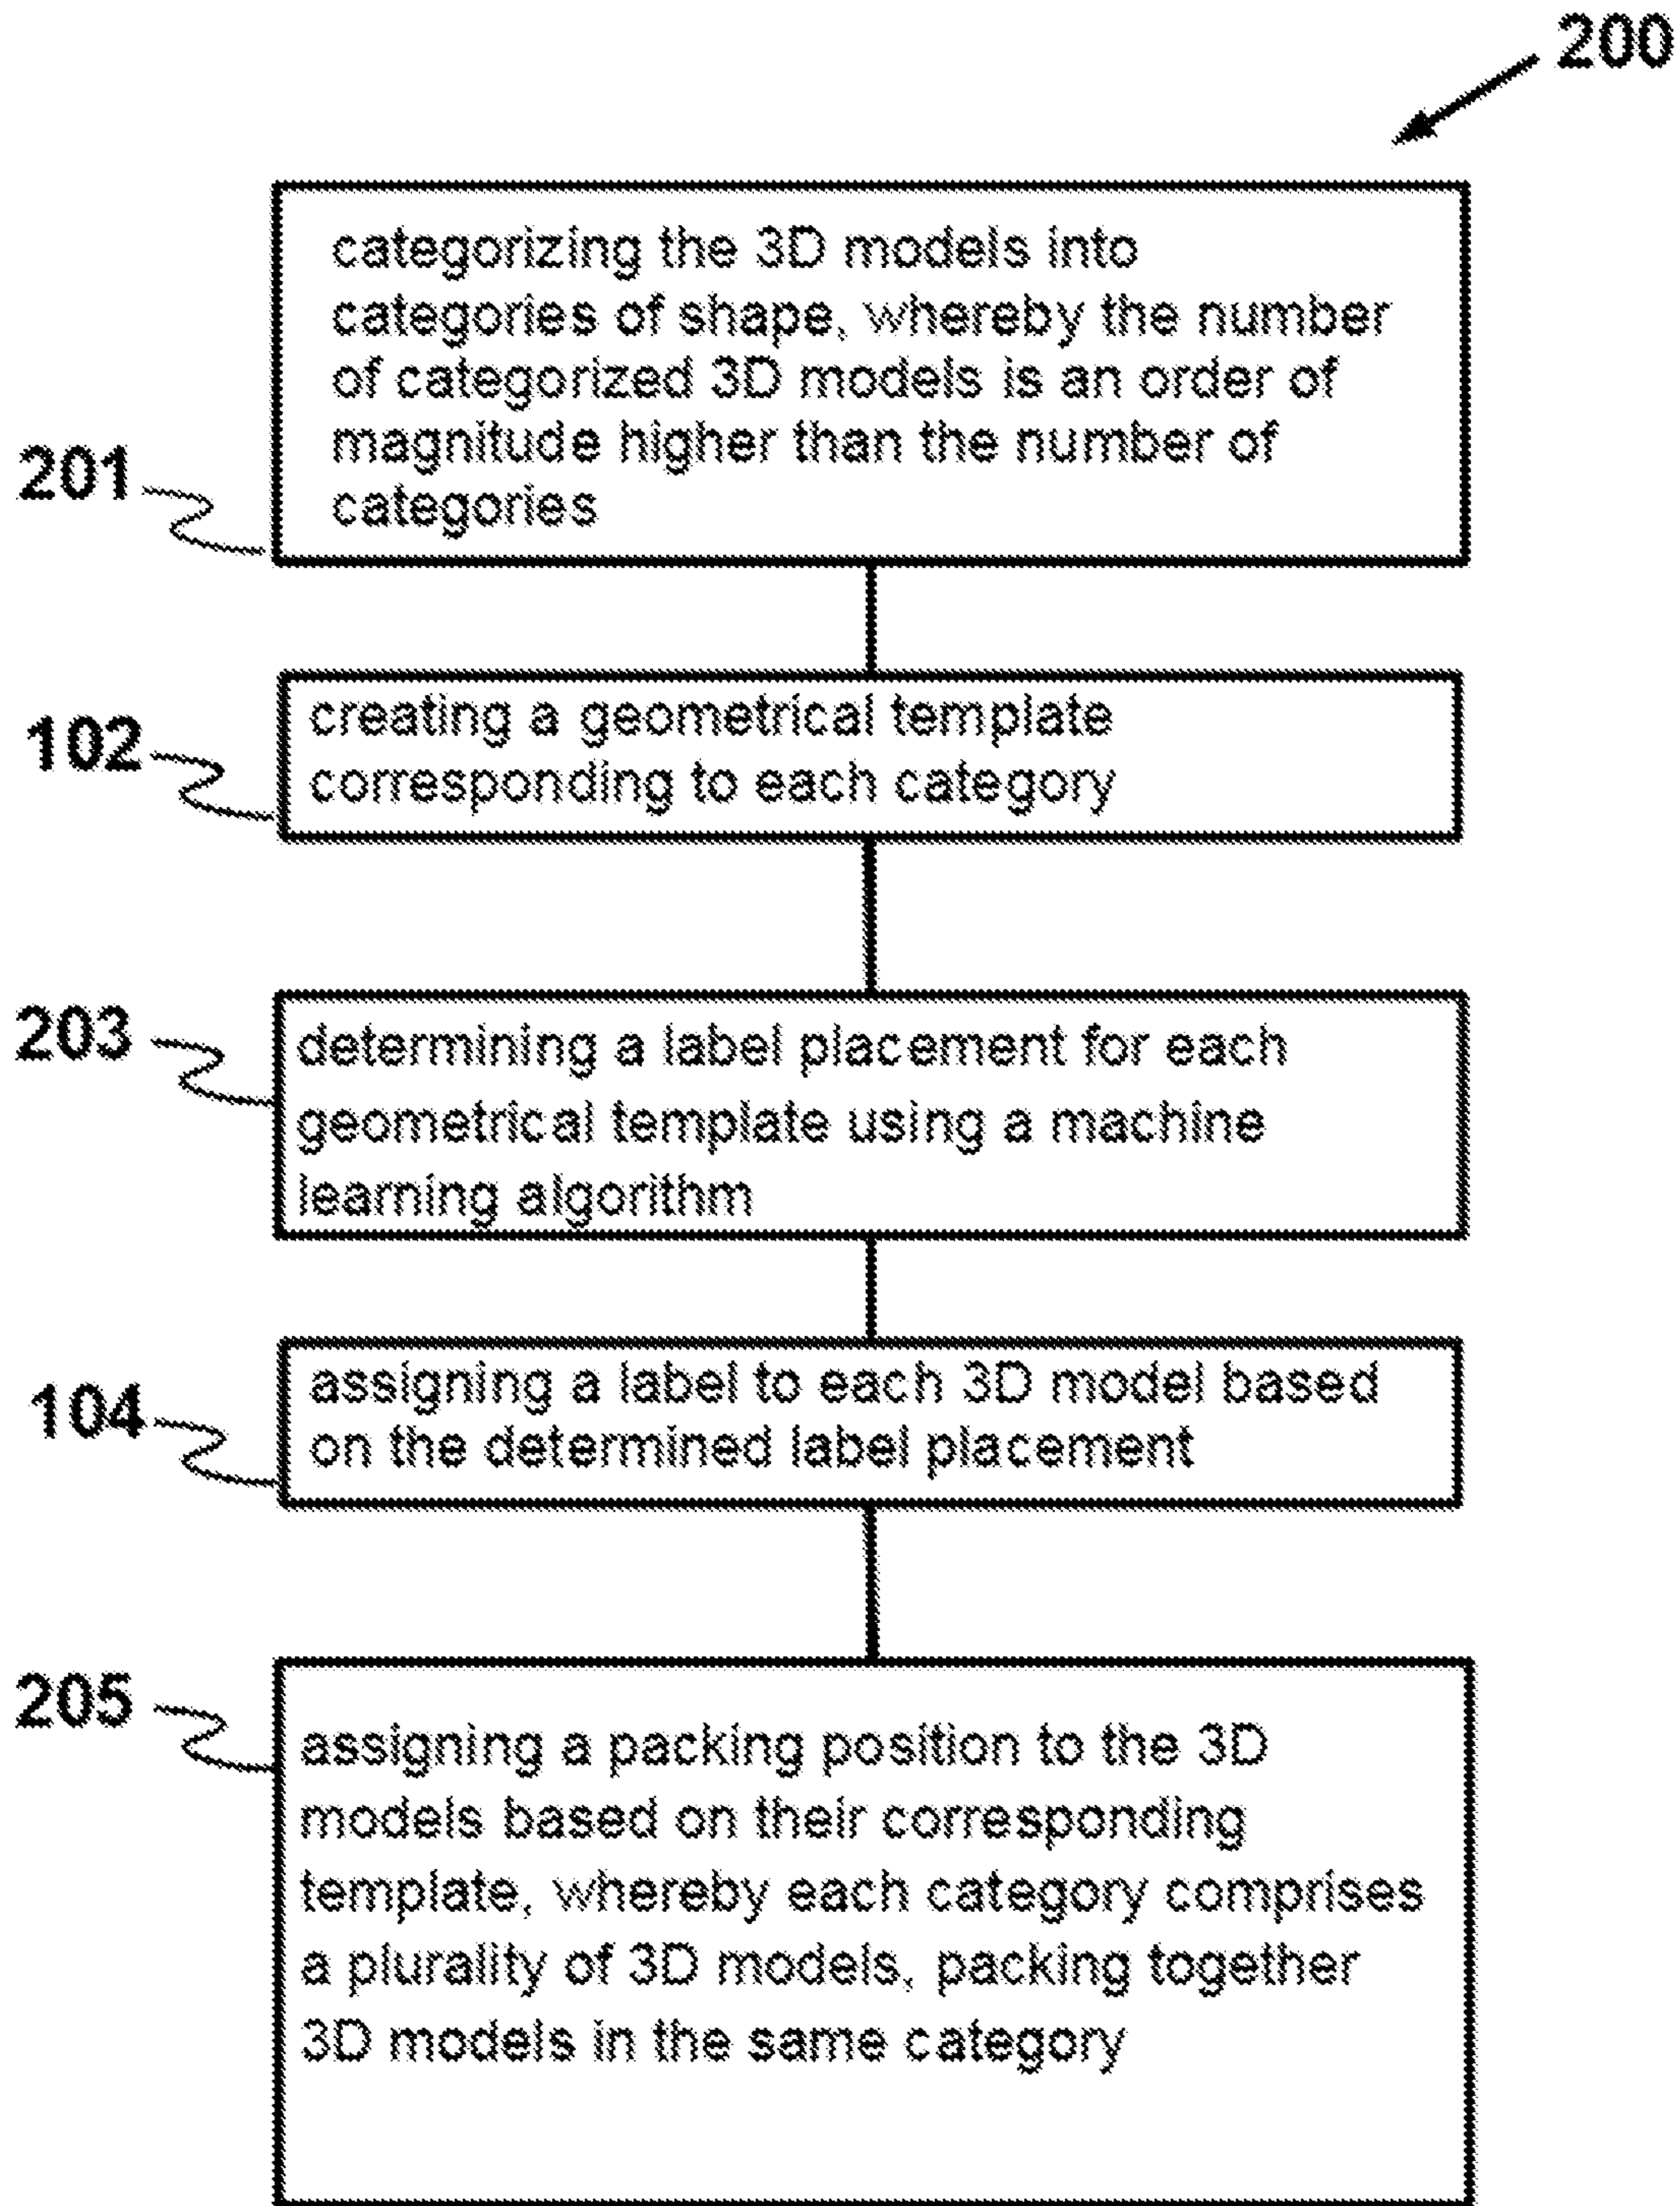 200
categorizing the 3D models into
categories of shape, whereby the number
of categorized 3D models is an order of
magnitude higher than the number of
categories
201
creating a geometrical template
corresponding to each category
102
determining a label placement for each
geometrical template using a machine
learning algorithm
203
assigning a label to each 3D model based
on the determined label placement
104
assigning a packing position to the 3D
models based on their corresponding
template, whereby each category comprises
a plurality of 3D models, packing together
3D models in the same category
205